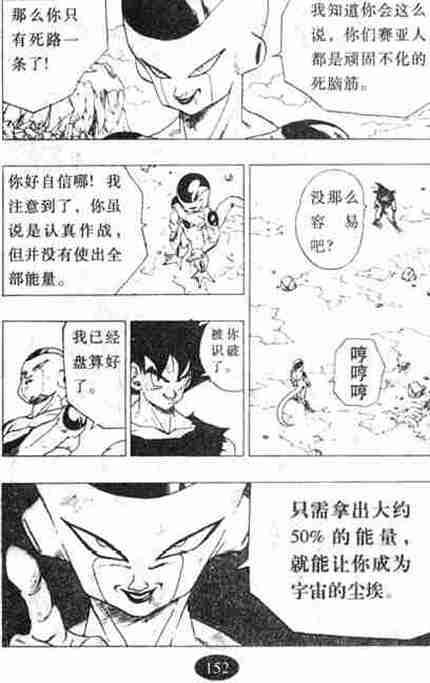 我知道你会这么
说，你们赛亚人
都是顽固不化的
死脑筋。
那么你只
有死路一
条了！
没那么
容易
吧？
哼
哼
哼
你好自信哪！我
注意到了，你虽
说是认真作战，
但并没有使出全
部能量。
被你
识破
了。
我已经
盘算好
了。
只需拿出大约
50%的能量，
就能让你成为
宇宙的尘埃。
152